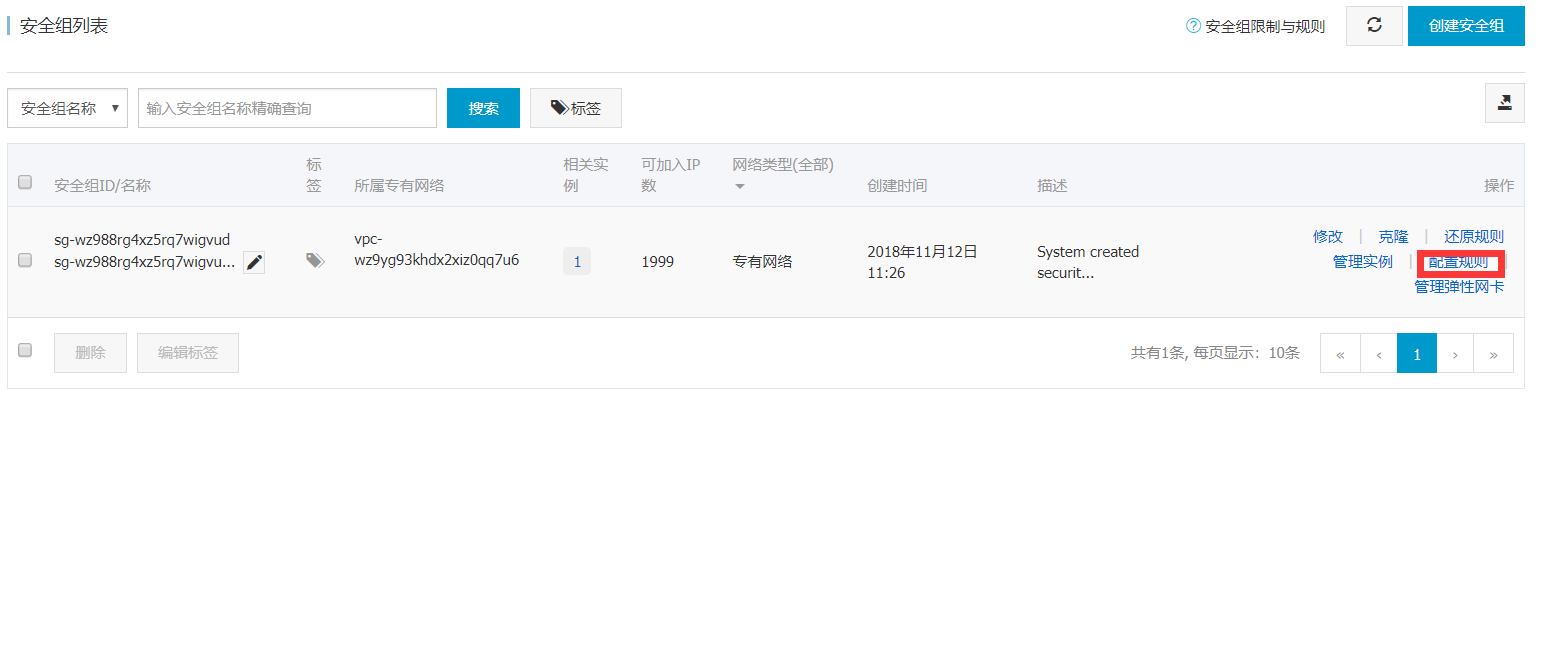 安全组列表
安全组限制与规则
创建安全组
安全组名称
输入安全组名称精确查询
搜索
标签
安全组ID/名称
标
签
所属专有网络
相关实
例
可加入IP
数
网络类型(全部)
创建时间
描述
操作
sg-wz988rg4xz5rq7wigvud
sg-wz988rg4xz5rq7wigvu...
vpc-
wz9yg93khdx2xiz0qq7u6
1
1999
专有网络
2018年11月12日
11:26
System created
securit...
修改 | 克隆 | 还原规则
管理实例 | 配置规则 |
管理弹性网卡
删除
编辑标签
共有1条, 每页显示：10条
« ‹ 1 › »